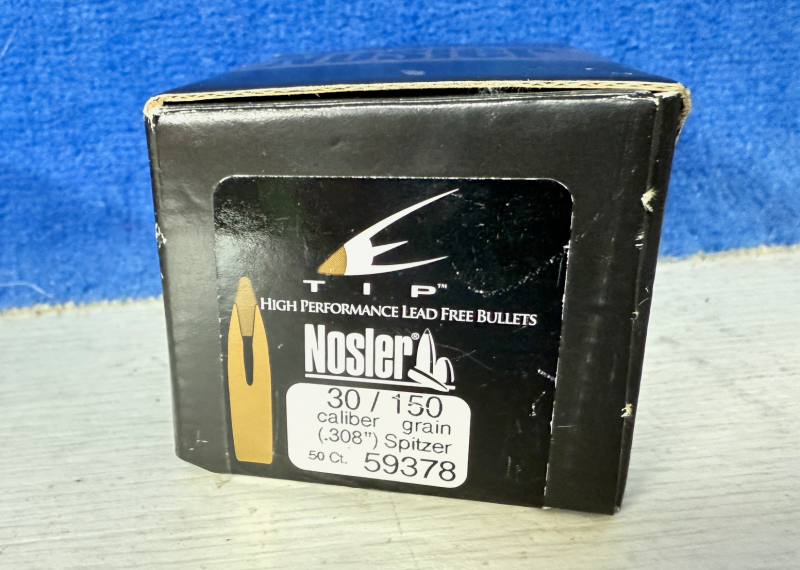 TIP™
HIGH PERFORMANCE LEAD FREE BULLETS
Nosler®
30 / 150
caliber grain
(.308") Spitzer
50 Ct. 59378